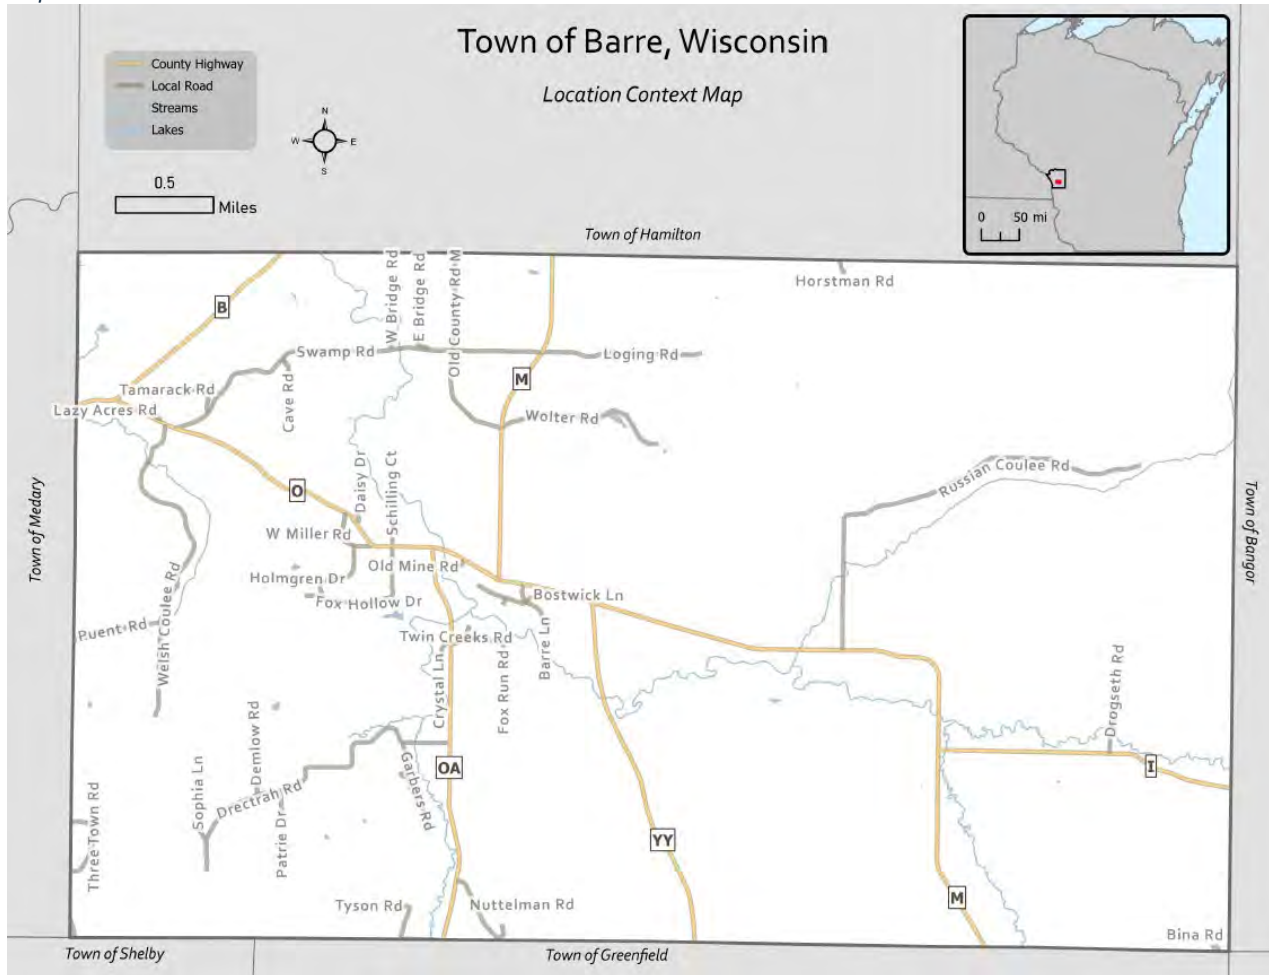 Town of Barre, Wisconsin
Location Context Map
County Highway
Local Road
Streams
Lakes
N
W
E
S
0.5
Miles
0
50 mi
Town of Hamilton
Horstman Rd
B
W Bridge Rd
E Bridge Rd
Old County Rd M
Swamp Rd
Loging Rd
M
Tamarack Rd
Lazy Acres Rd
Cave Rd
Wolter Rd
Russian Coulee Rd
Town of Medary
Town of Bangor
O
Daisy Dr
Schilling Ct
W Miller Rd
Old Mine Rd
Holmgren Dr
Fox Hollow Dr
Bostwick Ln
Puent Rd
Welsh Coulee Rd
Twin Creeks Rd
Crystal Ln
Fox Run Rd
Barre Ln
Drogseth Rd
Sophia Ln
Demlow Rd
Drectrah Rd
Patrie Dr
Garbers Rd
OA
I
Three Town Rd
YY
M
Tyson Rd
Nuttelman Rd
Bina Rd
Town of Shelby
Town of Greenfield